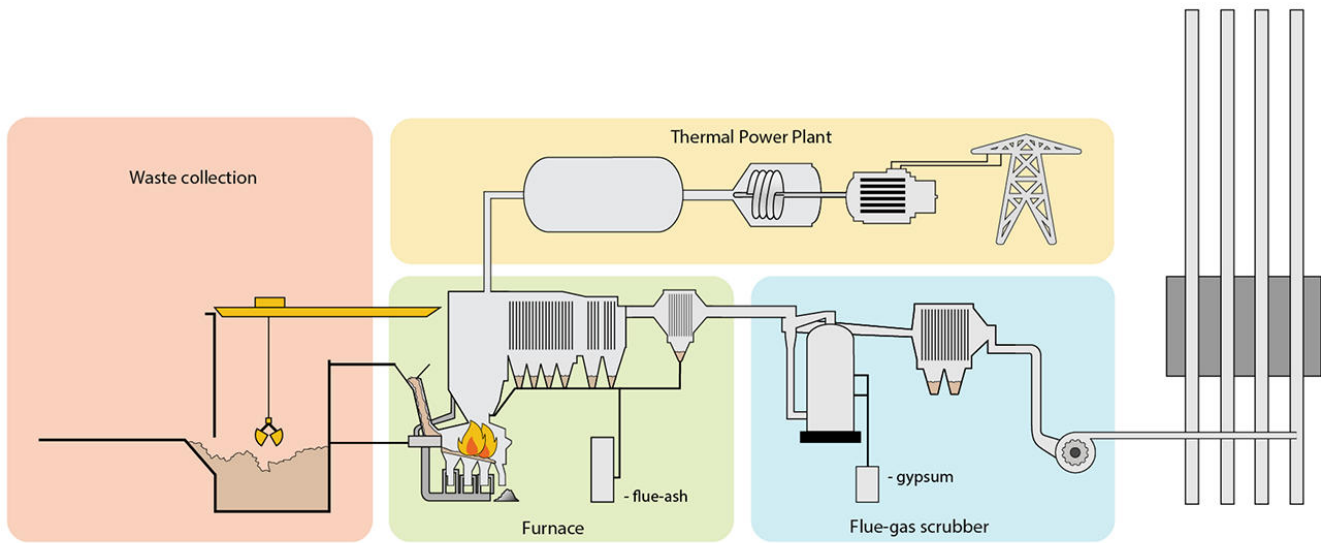 Thermal Power Plant
Waste collection
- flue-ash
- gypsum
Furnace
Flue-gas scrubber